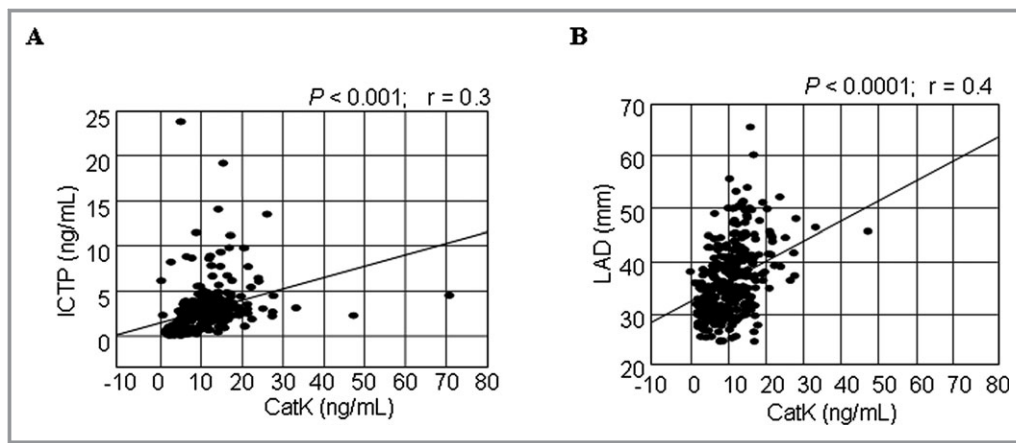 A
P < 0.001; r = 0.3
25
20
15
10
5
0
ICTP (ng/mL)
-10 0 10 20 30 40 50 60 70 80
CatK (ng/mL)
B
P < 0.0001; r = 0.4
70
60
50
40
30
20
LAD (mm)
-10 0 10 20 30 40 50 60 70 80
CatK (ng/mL)